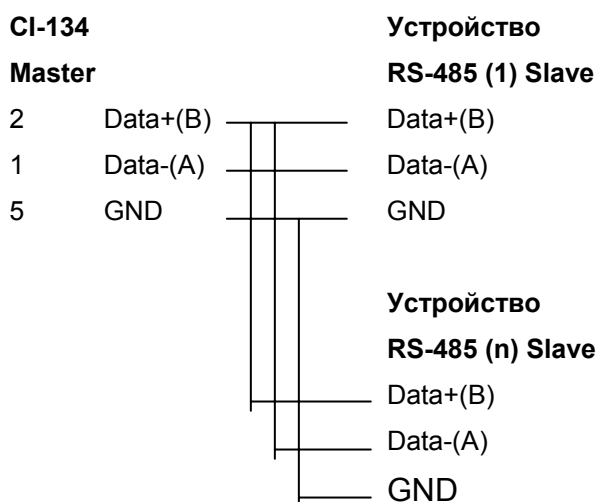 CI-134 Устройство
Master RS-485 (1) Slave
2 Data+(B) Data+(B)
1 Data-(A) Data-(A)
5 GND GND
Устройство
RS-485 (n) Slave
Data+(B)
Data-(A)
GND